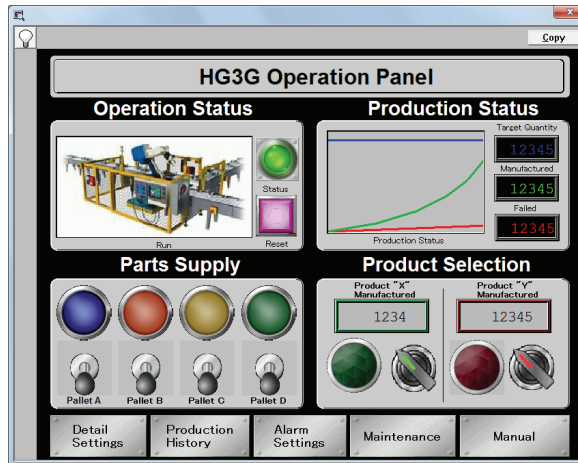 Copy
HG3G Operation Panel
Operation Status
Production Status
Target Quantity
12345
Manufactured
12345
Failed
12345
Status
Reset
Run
Production Status
Parts Supply
Product Selection
Product "X"
Manufactured
1234
Product "Y"
Manufactured
12345
Pallet A
Pallet B
Pallet C
Pallet D
Detail
Settings
Production
History
Alarm
Settings
Maintenance
Manual